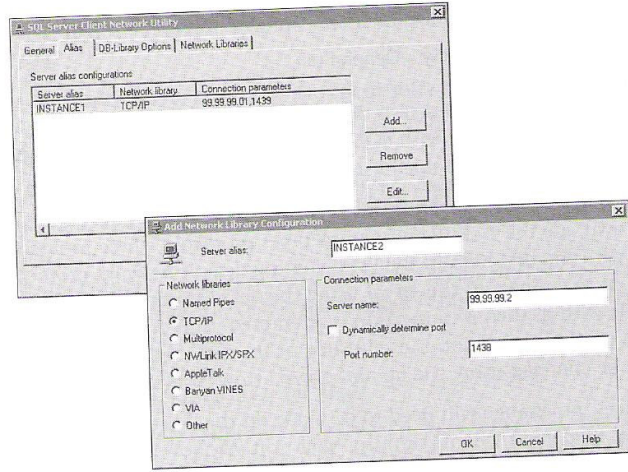 SQL Server Client Network Utility
General Alias DB-Library Options Network Libraries
Server alias configurations
Server alias Network library Connection parameters
INSTANCE1 TCP/IP 99.99.99.01,1439
Add...
Remove
Edit...
Add Network Library Configuration
Server alias: INSTANCE2
Network libraries
Named Pipes
TCP/IP
Multiprotocol
NWLink IPX/SPX
AppleTalk
Banyan VINES
VIA
Other
Connection parameters
Server name: 99.99.99.2
Dynamically determine port
Port number: 1438
OK Cancel Help